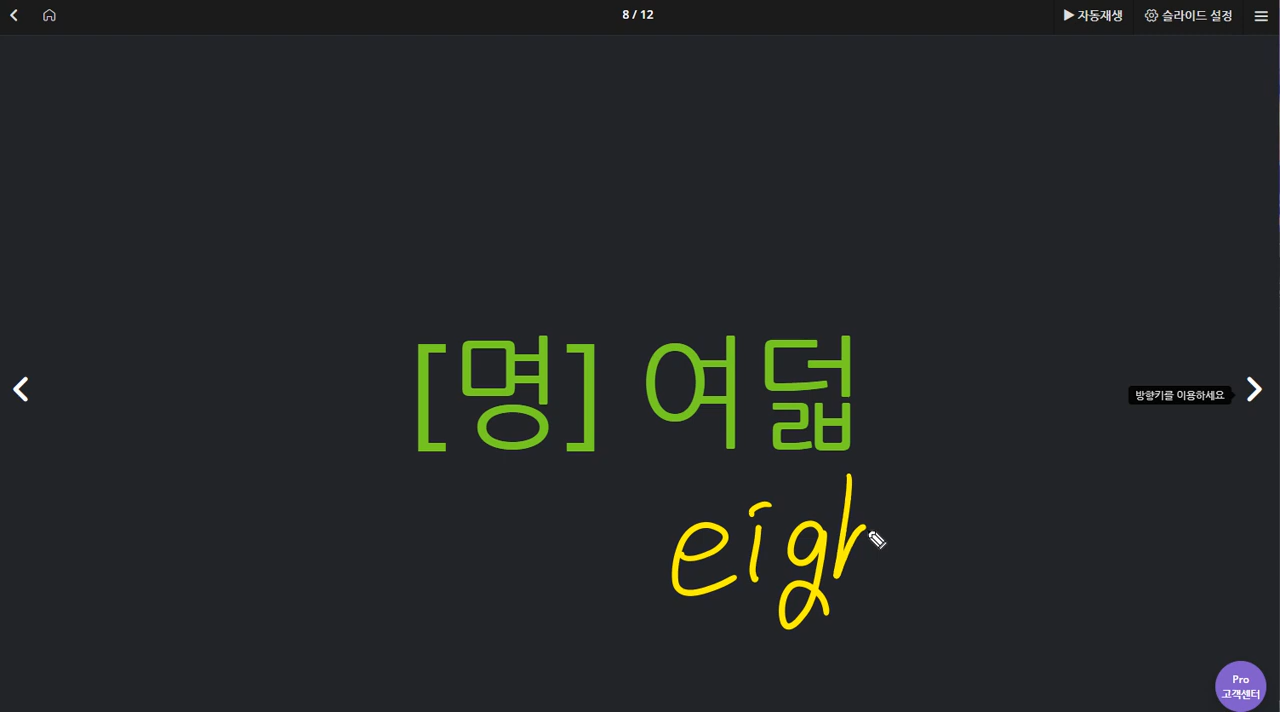 8 / 12
▶ 자동재생
슬라이드 설정
[명] 여덟
방향키를 이용하세요
eigh
Pro
고객센터